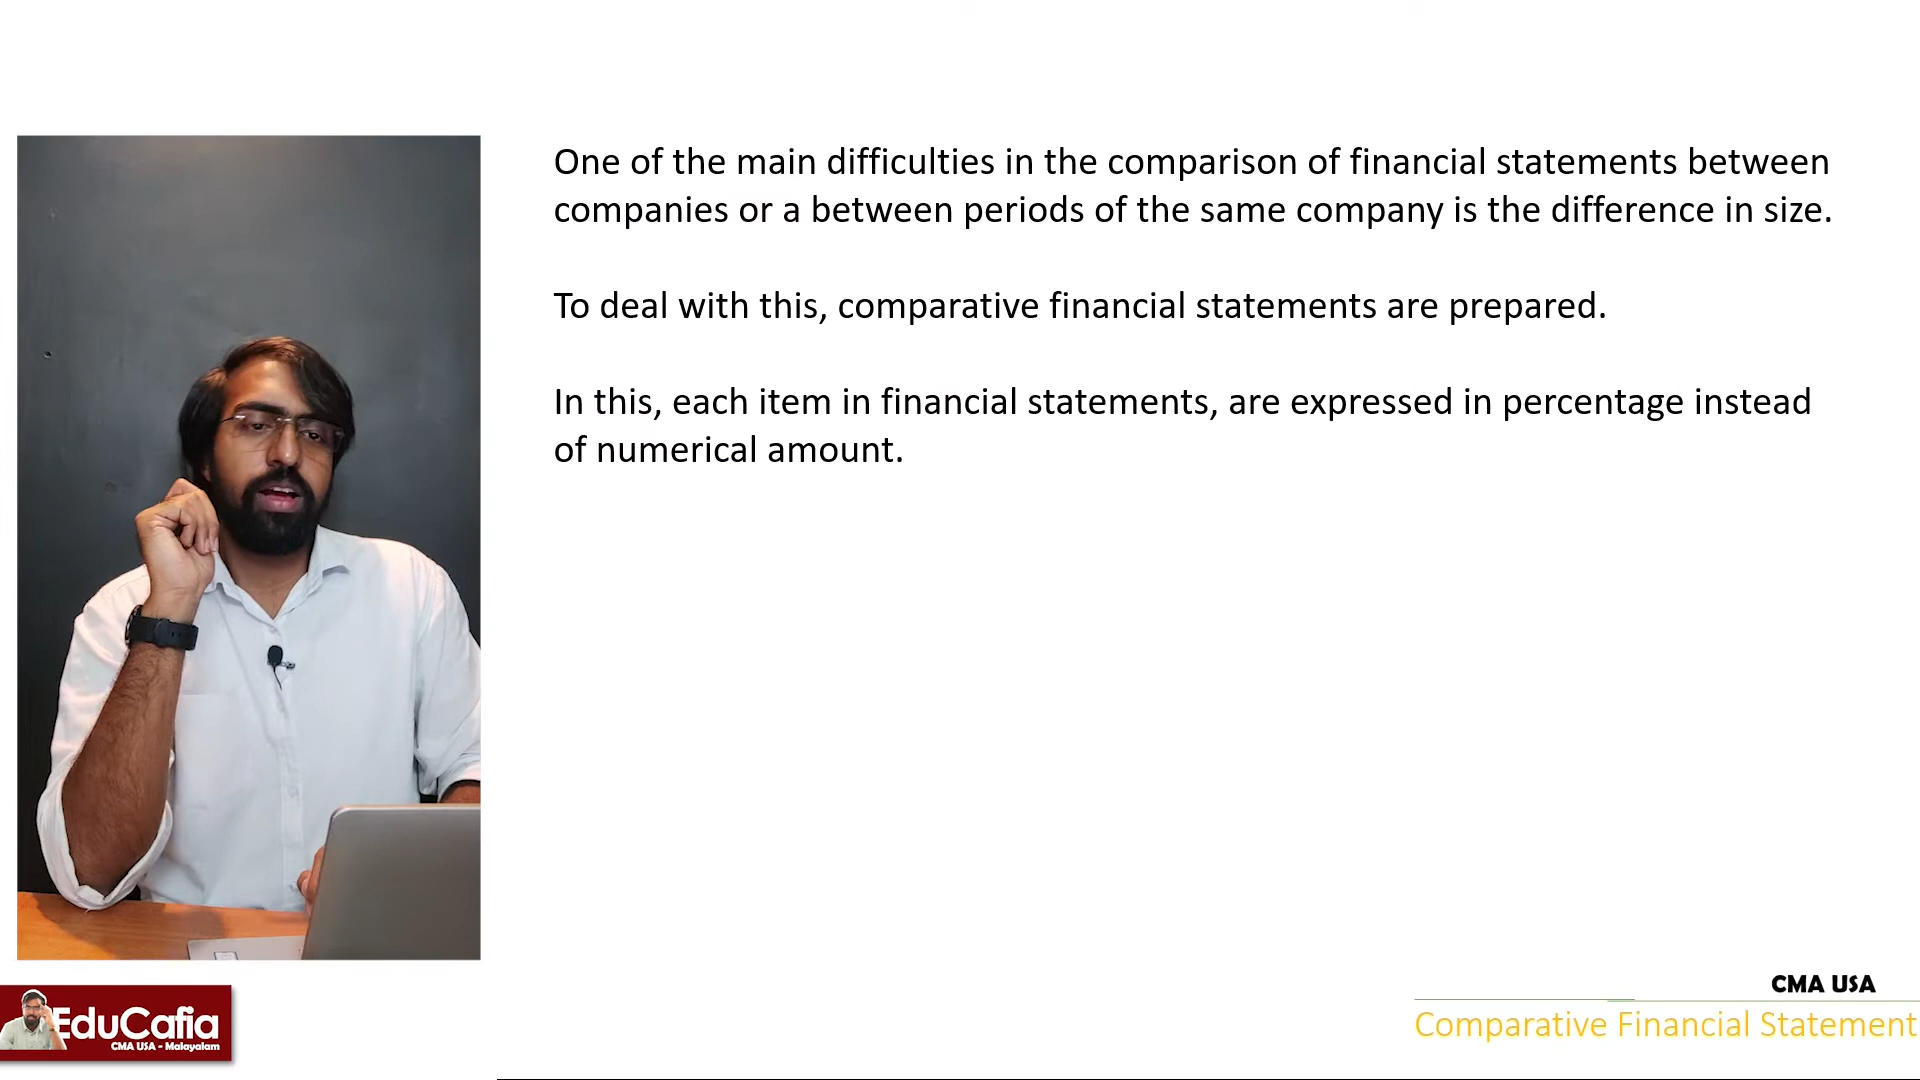 One of the main difficulties in the comparison of financial statements between
companies or a between periods of the same company is the difference in size.
To deal with this, comparative financial statements are prepared.
In this, each item in financial statements, are expressed in percentage instead
of numerical amount.
EduCafia
CMA USA - Malayalam
CMA USA
Comparative Financial Statement